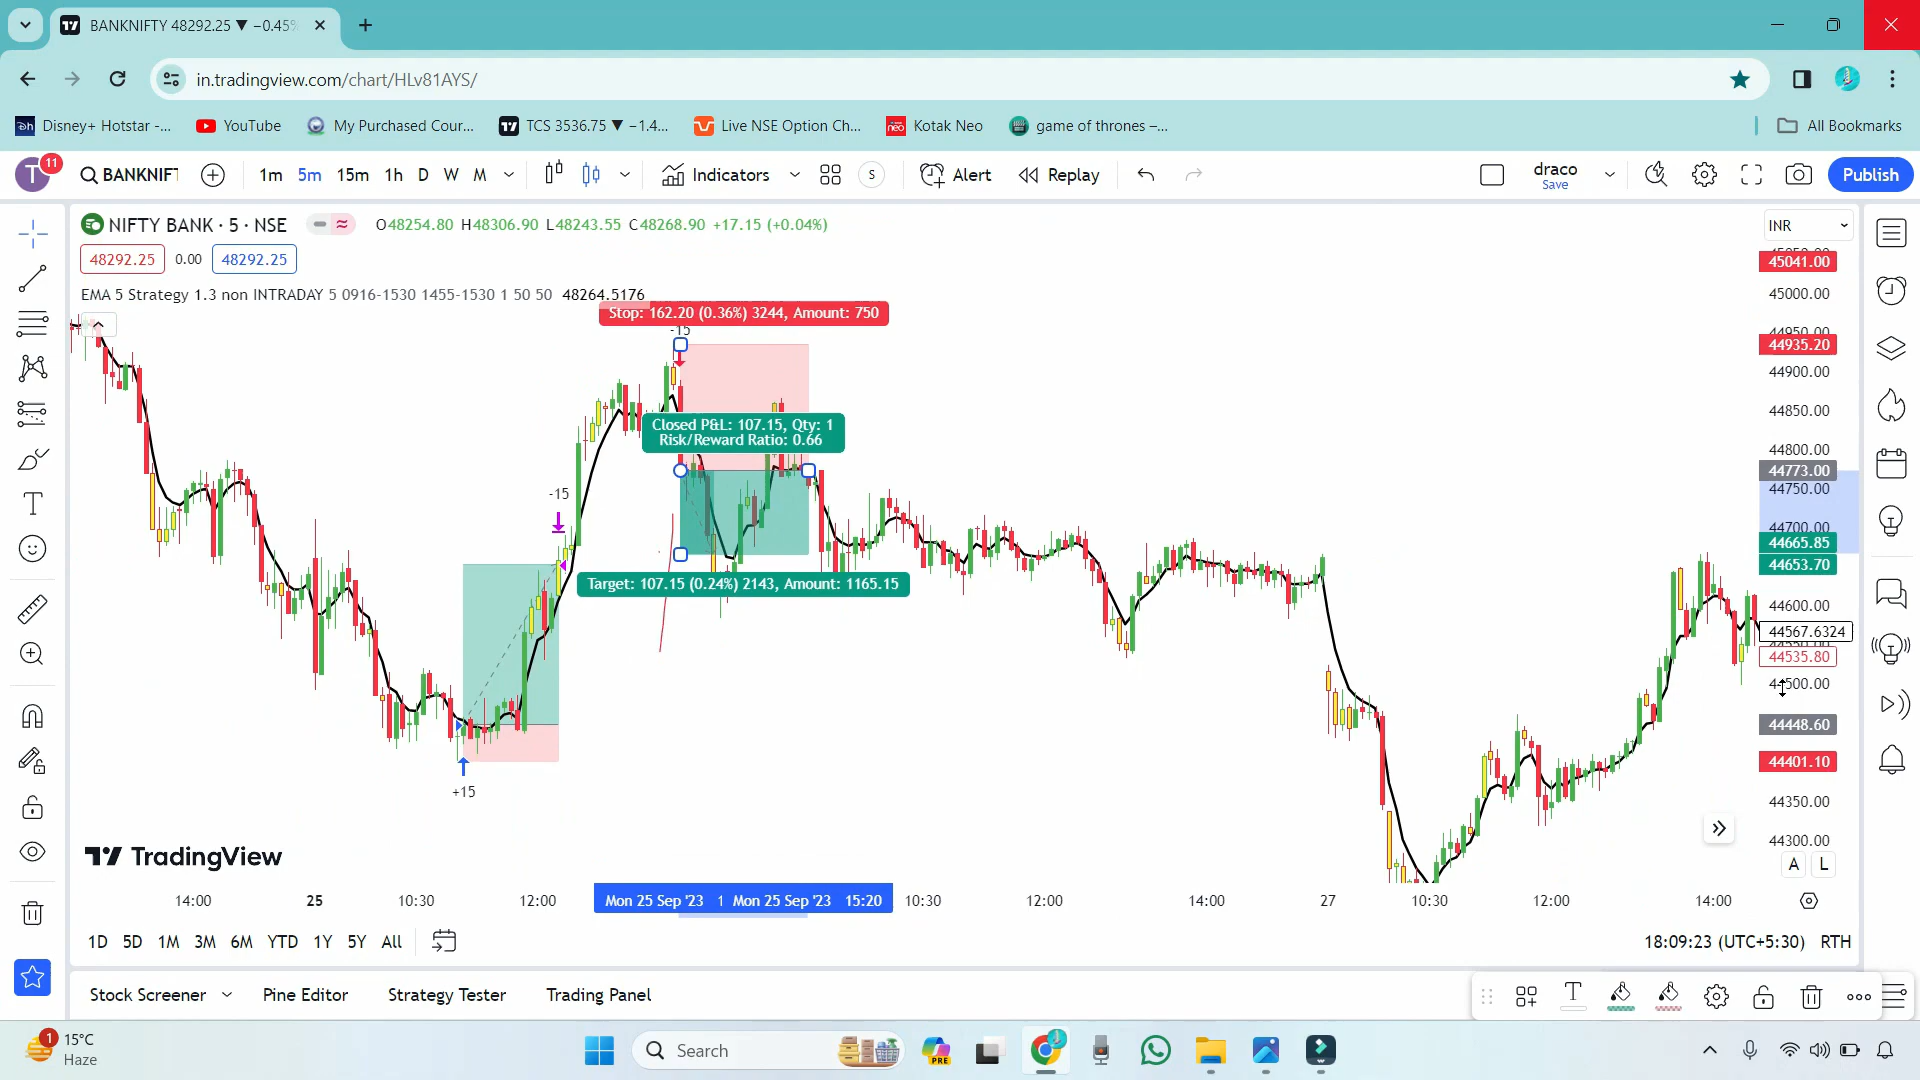 BANKNIFTY 48292.25 ▼ −0.45%
in.tradingview.com/chart/HLv81AYS/
Disney+ Hotstar -... YouTube My Purchased Cour... TCS 3536.75 ▼ −1.4... Live NSE Option Ch... Kotak Neo game of thrones –... All Bookmarks
T 11 BANKNIFT 1m 5m 15m 1h D W M Indicators S Alert Replay draco Save Publish
NIFTY BANK · 5 · NSE O48254.80 H48306.90 L48243.55 C48268.90 +17.15 (+0.04%) INR
48292.25 0.00 48292.25
EMA 5 Strategy 1.3 non INTRADAY 5 0916-1530 1455-1530 1 50 50 48264.5176
45041.00
45000.00
Stop: 162.20 (0.36%) 3244, Amount: 750
-15
44950.00
44935.20
44900.00
44850.00
Closed P&L: 107.15, Qty: 1
Risk/Reward Ratio: 0.66
44800.00
44773.00
44750.00
-15
44700.00
44665.85
44653.70
Target: 107.15 (0.24%) 2143, Amount: 1165.15
44600.00
44567.6324
44535.80
44500.00
44448.60
44401.10
+15
44350.00
44300.00
TradingView
A L
14:00 25 10:30 12:00 Mon 25 Sep '23 1 Mon 25 Sep '23 15:20 10:30 12:00 14:00 27 10:30 12:00 14:00
1D 5D 1M 3M 6M YTD 1Y 5Y All 18:09:23 (UTC+5:30) RTH
Stock Screener Pine Editor Strategy Tester Trading Panel T
1 15°C
Haze
Search PRE